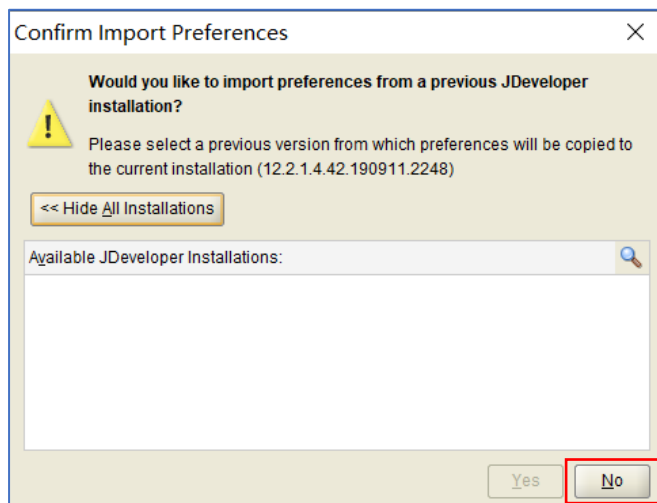 Confirm Import Preferences
Would you like to import preferences from a previous JDeveloper
installation?
Please select a previous version from which preferences will be copied to
the current installation (12.2.1.4.42.190911.2248)
<< Hide All Installations
Available JDeveloper Installations:
Yes
No